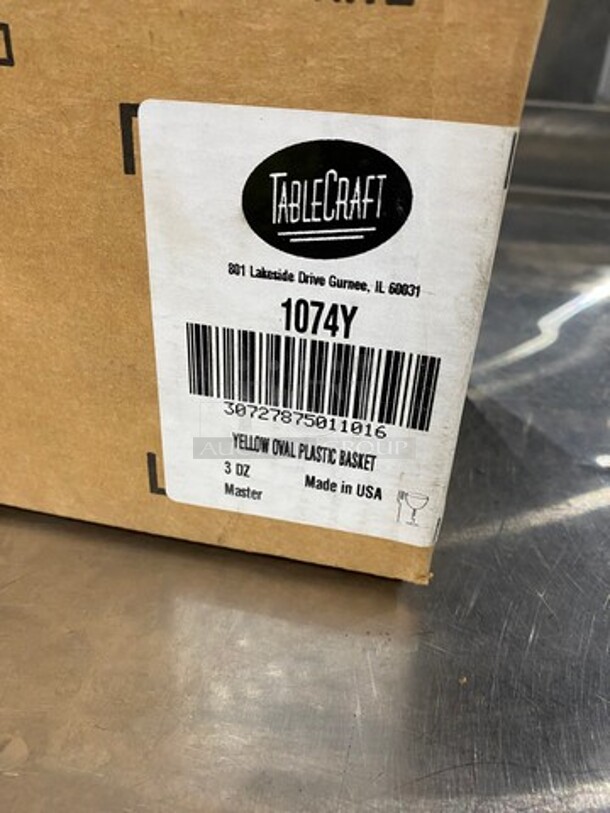 TABLECRAFT
801 Lakeside Drive Gurnee, IL 60031
1074Y
30727875011016
YELLOW OVAL PLASTIC BASKET
3 DZ
Made in USA
Master